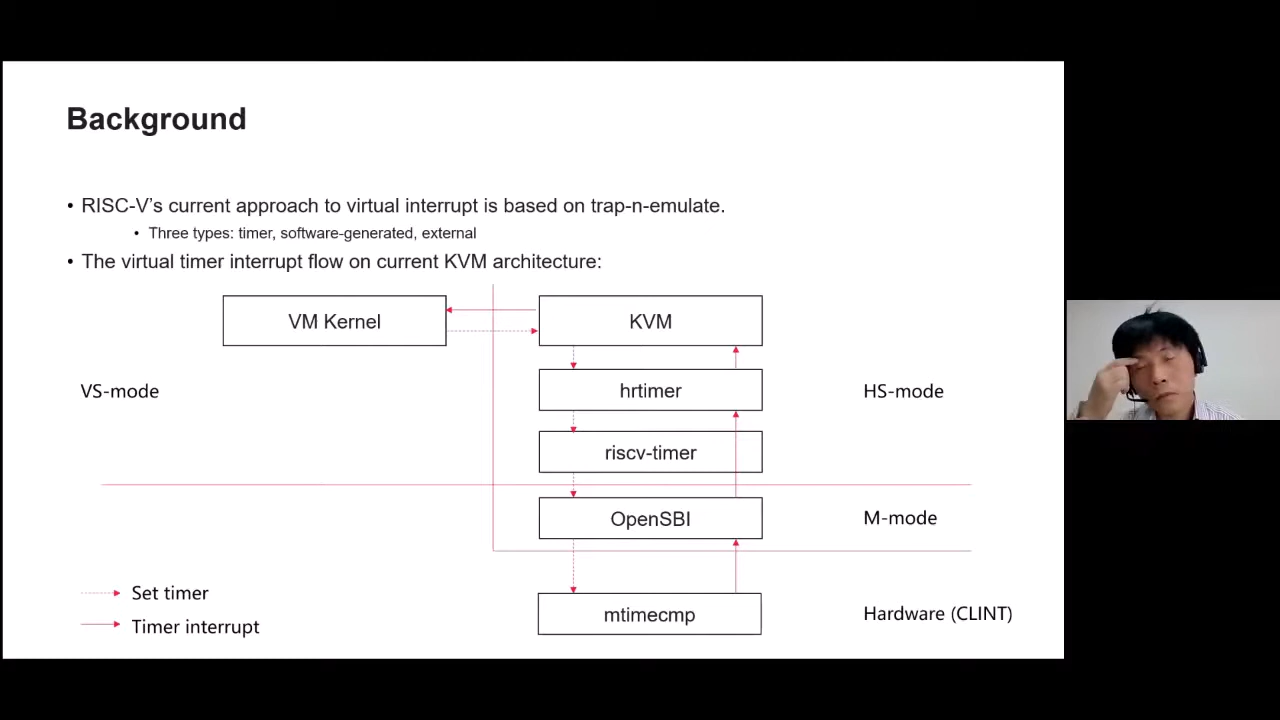 Background
• RISC-V's current approach to virtual interrupt is based on trap-n-emulate.
• Three types: timer, software-generated, external
• The virtual timer interrupt flow on current KVM architecture:
VM Kernel
KVM
VS-mode
hrtimer
HS-mode
riscv-timer
OpenSBI
M-mode
Set timer
mtimecmp
Hardware (CLINT)
Timer interrupt